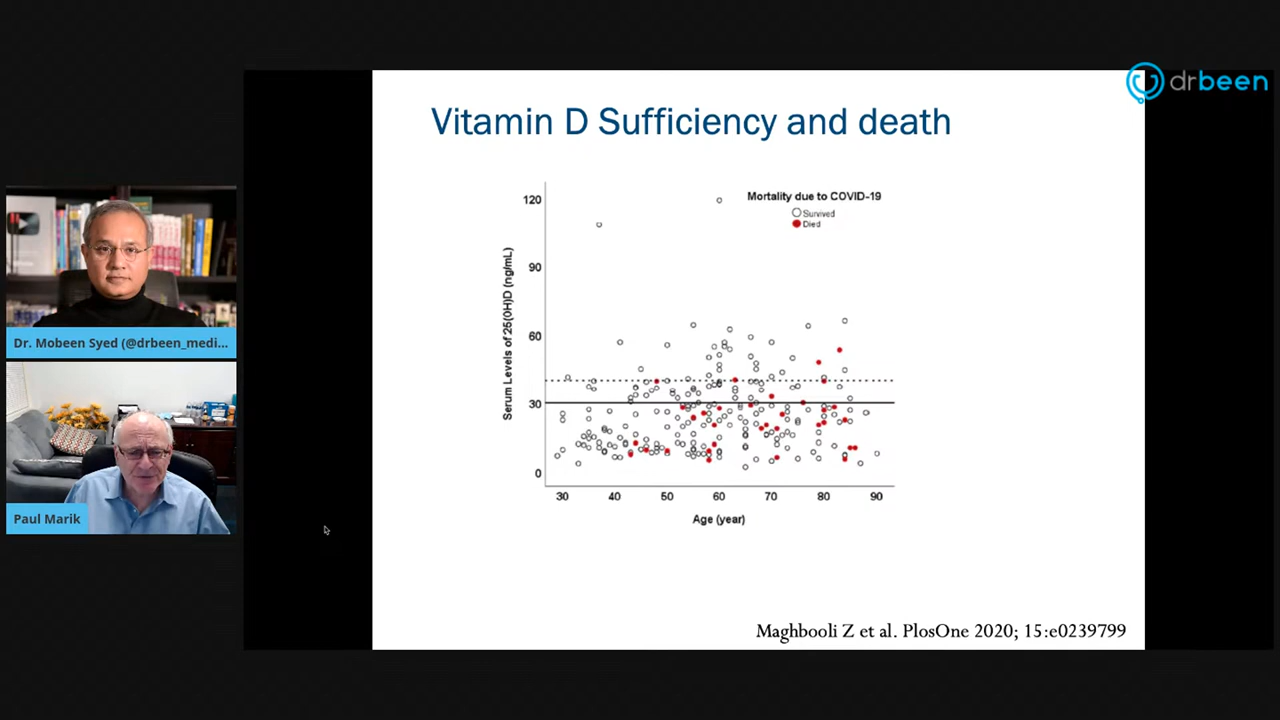 drbeen
Vitamin D Sufficiency and death
Mortality due to COVID-19
Survived
Died
Serum Levels of 25(OH)D (ng/mL)
120
90
60
30
0
30 40 50 60 70 80 90
Age (year)
Maghbooli Z et al. PlosOne 2020; 15:e0239799
Dr. Mobeen Syed (@drbeen_medi...
Paul Marik